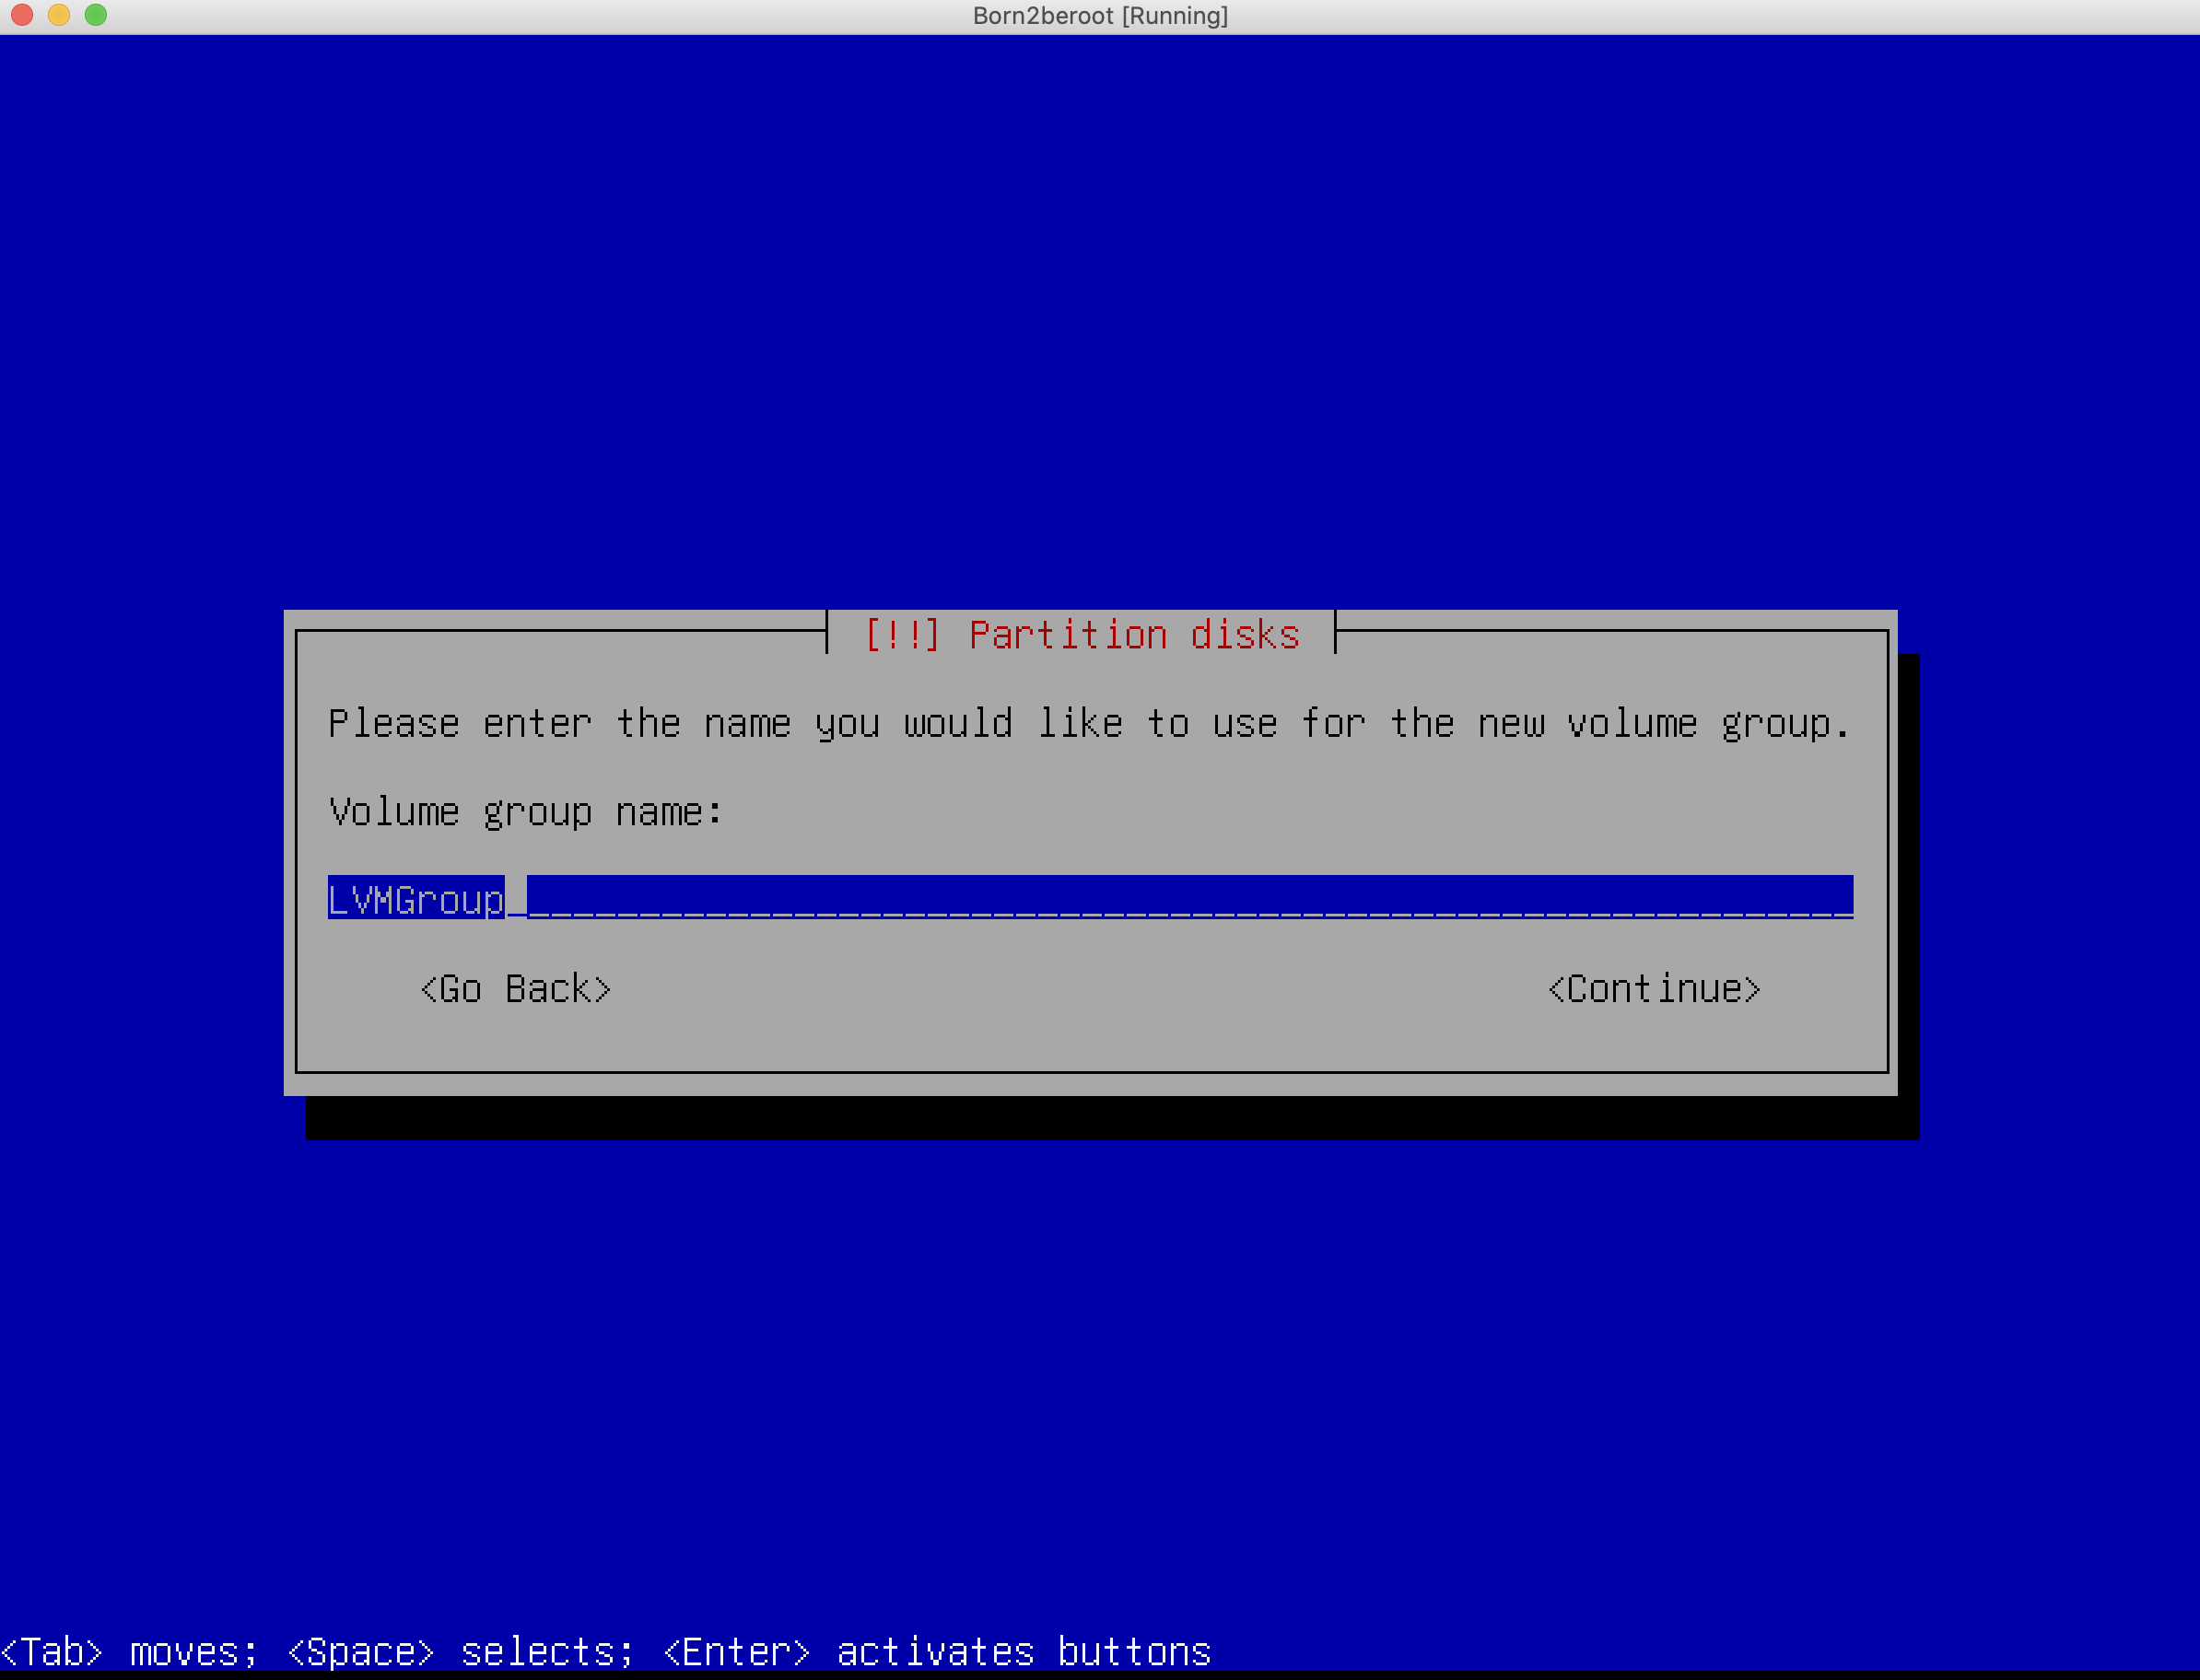 Born2beroot [Running]
[!!] Partition disks
Please enter the name you would like to use for the new volume group.
Volume group name:
LVMGroup
<Go Back> <Continue>
<Tab> moves; <Space> selects; <Enter> activates buttons